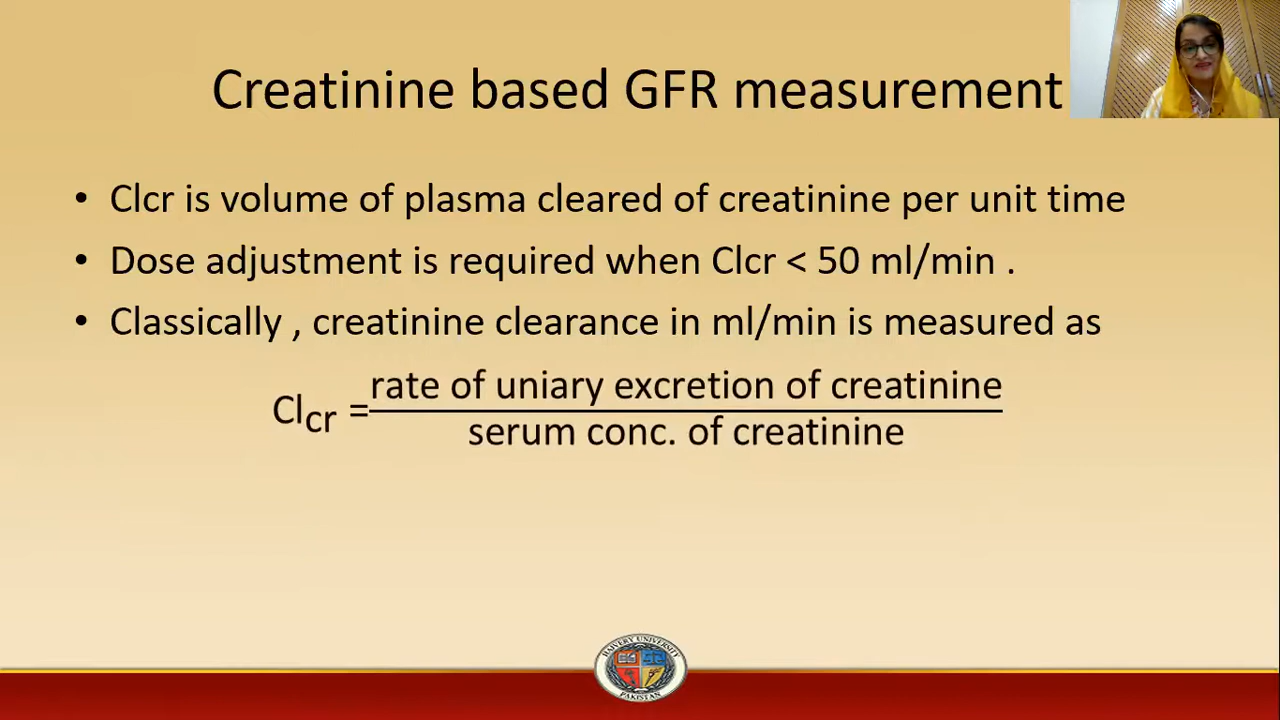 Creatinine based GFR measurement
• Clcr is volume of plasma cleared of creatinine per unit time
• Dose adjustment is required when Clcr < 50 ml/min .
• Classically , creatinine clearance in ml/min is measured as
rate of uniary excretion of creatinine
Clcr =
serum conc. of creatinine
UNIVERSITY
PAKISTAN